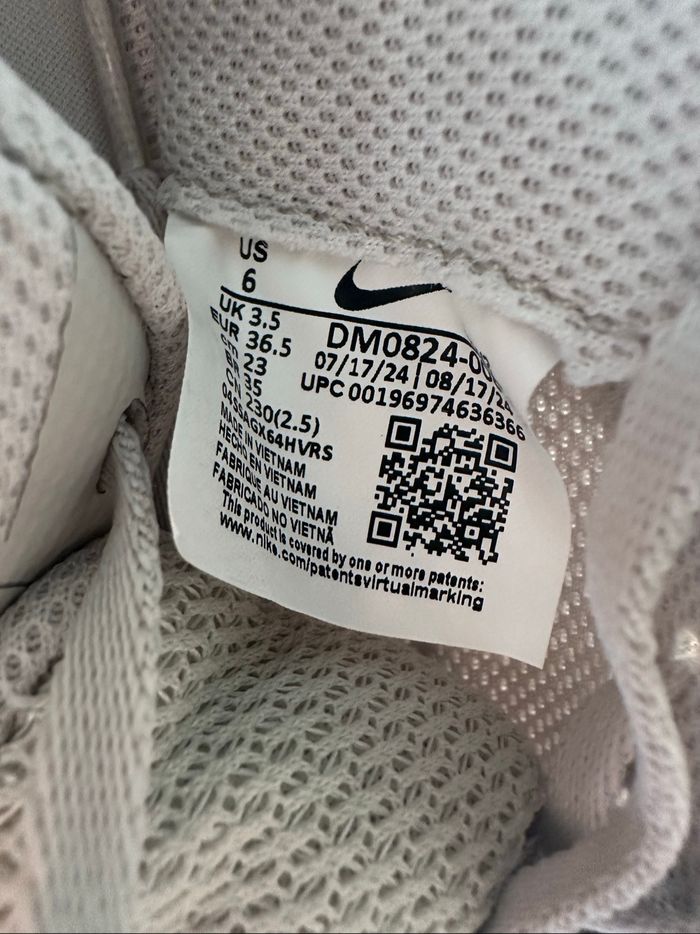 US
6
UK 3.5
EUR 36.5
23
35
230(2.5)
MADE IN VIETNAM
HECHO EN VIETNAM
FABRIQUE AU VIETNAM
FABRICADO NO VIETNÃ
This product is covered by one or more patents:
www.nike.com/patentsvirtualmarking
DM0824-
07/17/24 | 08/17/24
UPC 00196974636366